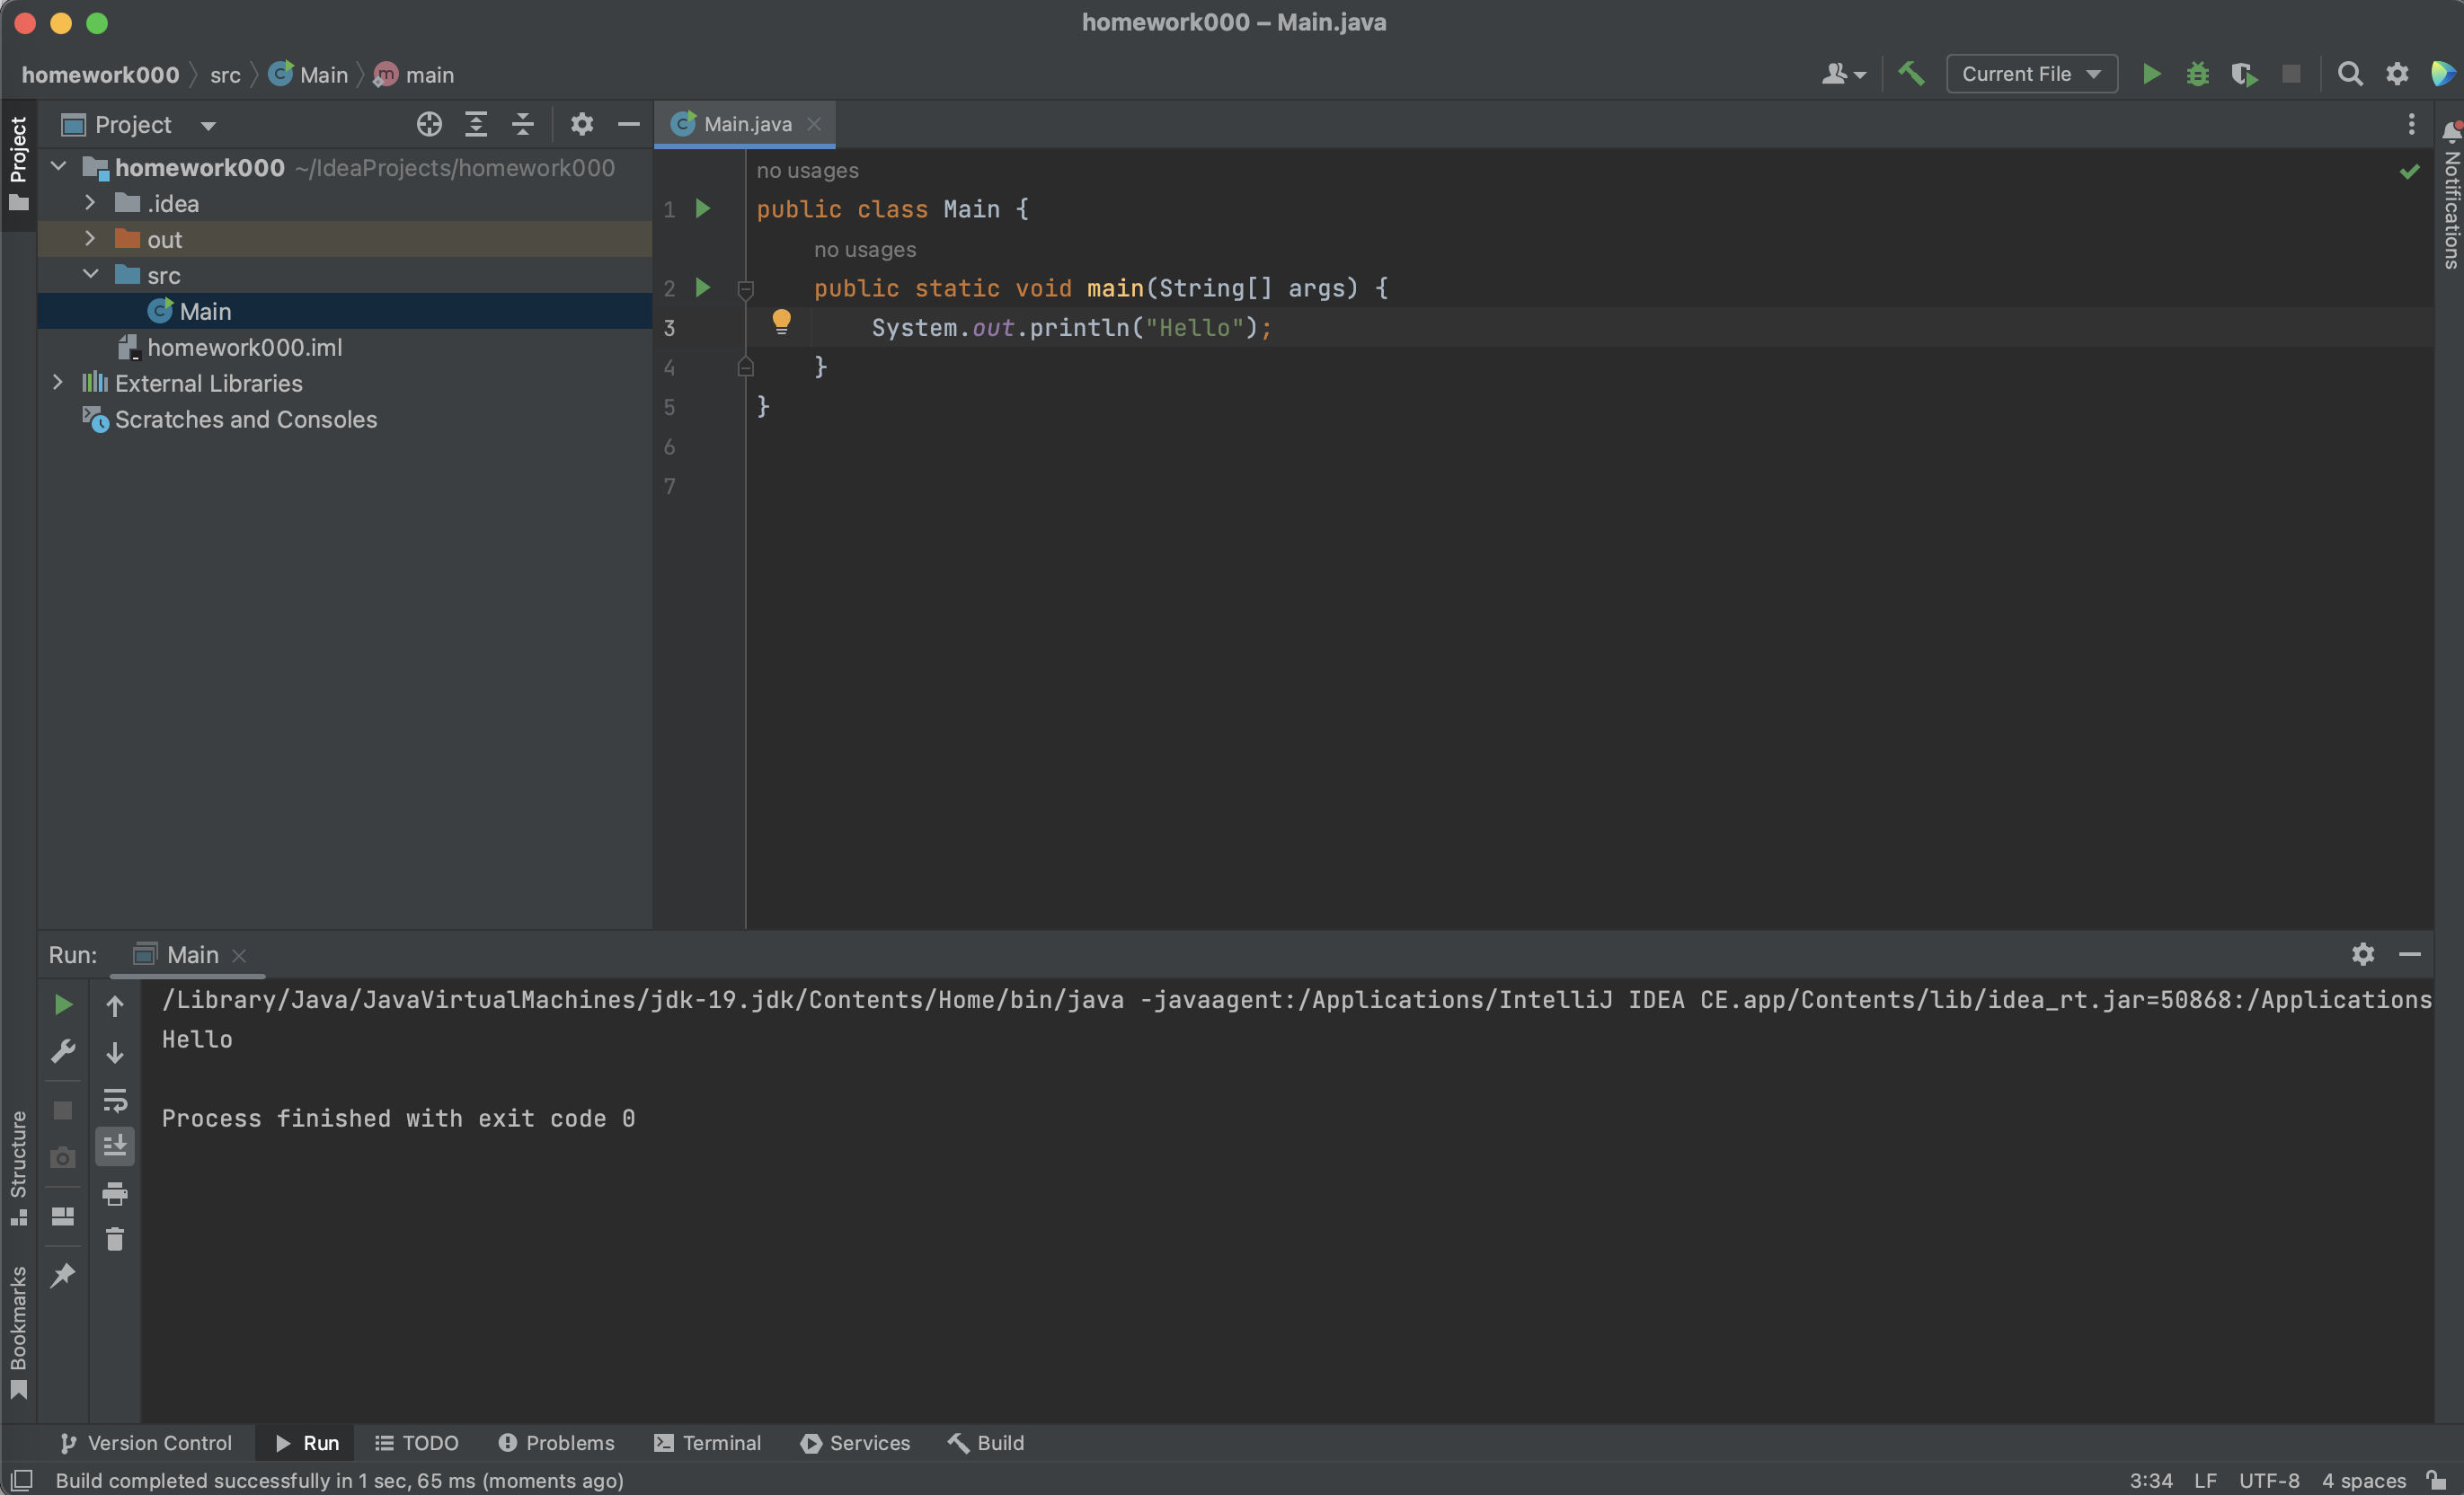 homework000 – Main.java
homework000 src Main main
Current File
Project
Project
Main.java
homework000 ~/IdeaProjects/homework000
.idea
out
src
Main
homework000.iml
External Libraries
Scratches and Consoles
no usages
1 public class Main {
no usages
2 public static void main(String[] args) {
3 System.out.println("Hello");
4 }
5 }
6
7
Notifications
Run: Main
/Library/Java/JavaVirtualMachines/jdk-19.jdk/Contents/Home/bin/java -javaagent:/Applications/IntelliJ IDEA CE.app/Contents/lib/idea_rt.jar=50868:/Applications
Hello
Process finished with exit code 0
Structure
Bookmarks
Version Control Run TODO Problems Terminal Services Build
Build completed successfully in 1 sec, 65 ms (moments ago)
3:34 LF UTF-8 4 spaces